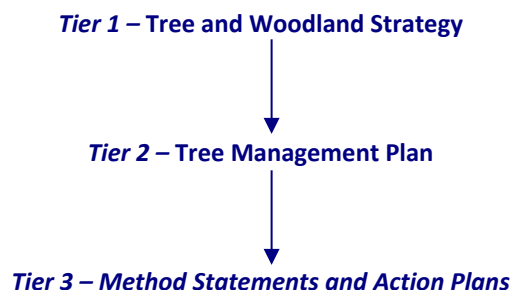 Tier 1 – Tree and Woodland Strategy
Tier 2 – Tree Management Plan
Tier 3 – Method Statements and Action Plans